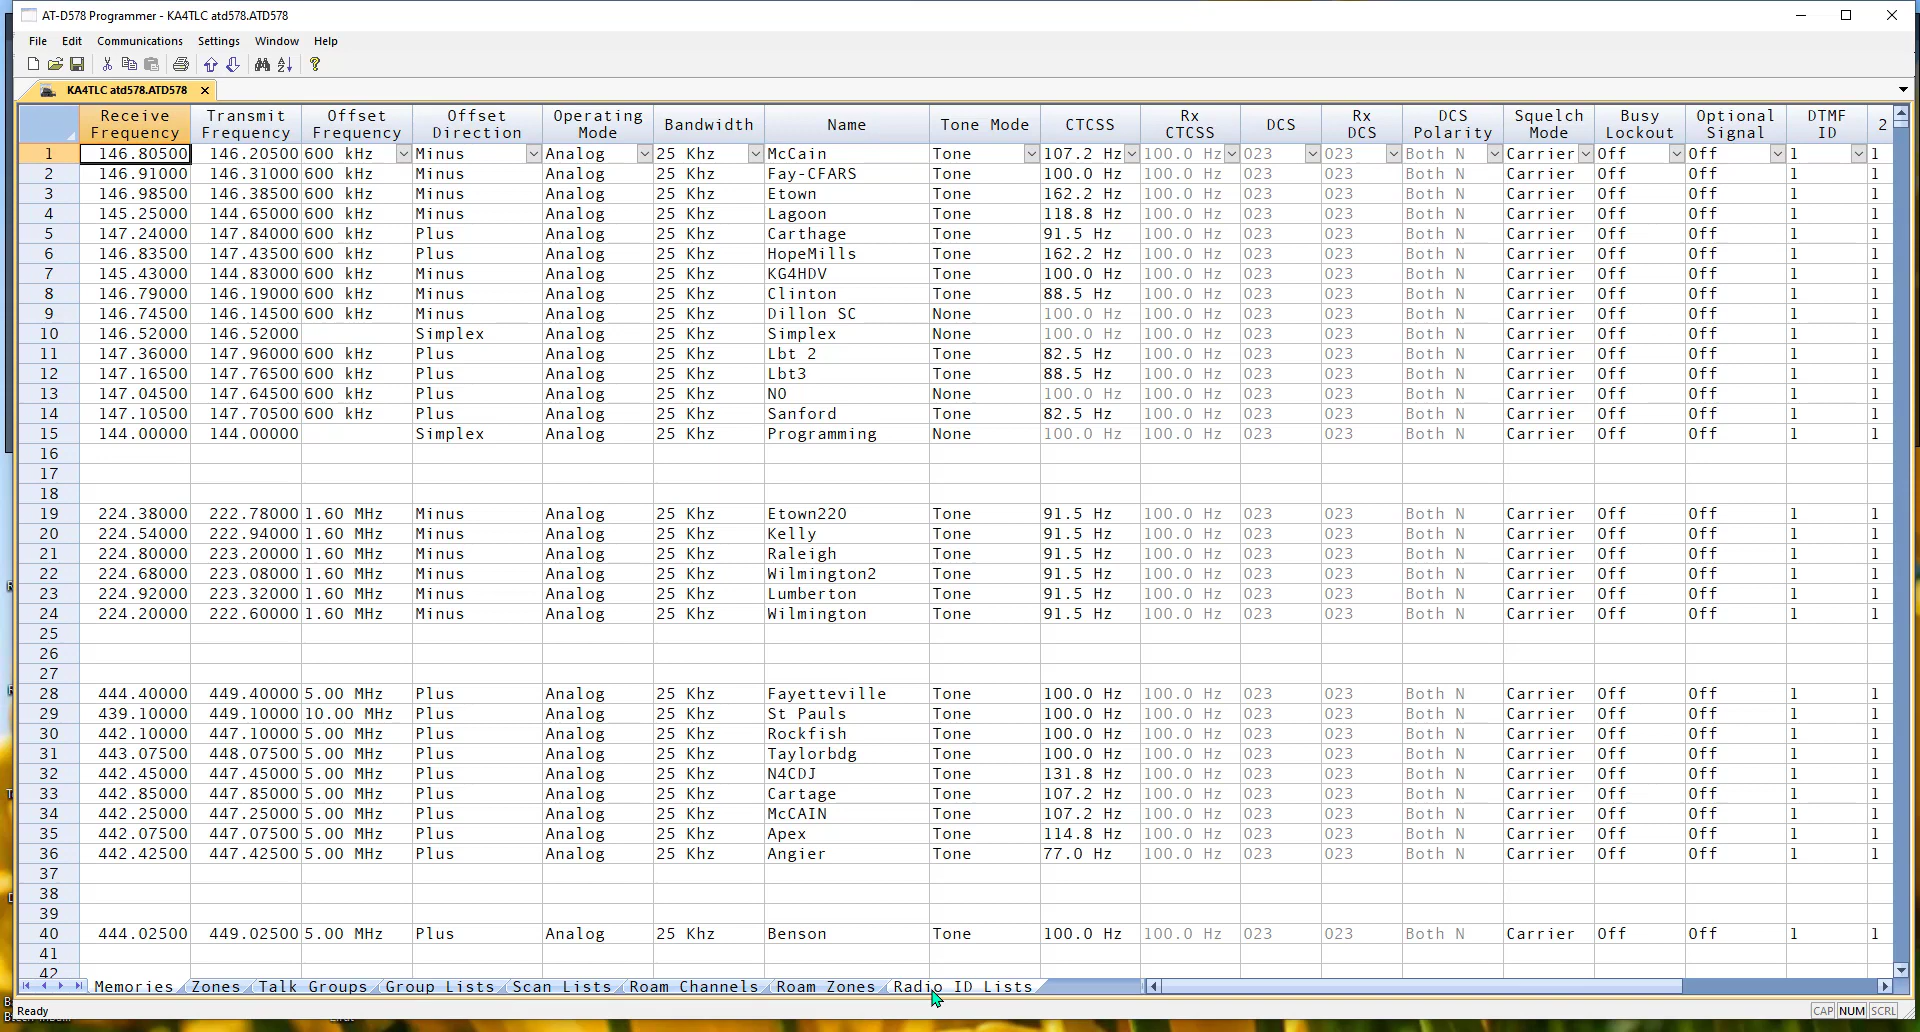 AT-D578 Programmer - KA4TLC atd578.ATD578
File Edit Communications Settings Window Help
KA4TLC atd578.ATD578
Receive Frequency Transmit Frequency Offset Frequency Offset Direction Operating Mode Bandwidth Name Tone Mode CTCSS Rx CTCSS DCS Rx DCS DCS Polarity Squelch Mode Busy Lockout Optional Signal DTMF ID 2
1 146.80500 146.20500 600 kHz Minus Analog 25 Khz McCain Tone 107.2 Hz 100.0 Hz 023 023 Both N Carrier Off Off 1 1
2 146.91000 146.31000 600 kHz Minus Analog 25 Khz Fay-CFARS Tone 100.0 Hz 100.0 Hz 023 023 Both N Carrier Off Off 1 1
3 146.98500 146.38500 600 kHz Minus Analog 25 Khz Etown Tone 162.2 Hz 100.0 Hz 023 023 Both N Carrier Off Off 1 1
4 145.25000 144.65000 600 kHz Minus Analog 25 Khz Lagoon Tone 118.8 Hz 100.0 Hz 023 023 Both N Carrier Off Off 1 1
5 147.24000 147.84000 600 kHz Plus Analog 25 Khz Carthage Tone 91.5 Hz 100.0 Hz 023 023 Both N Carrier Off Off 1 1
6 146.83500 147.43500 600 kHz Plus Analog 25 Khz HopeMills Tone 162.2 Hz 100.0 Hz 023 023 Both N Carrier Off Off 1 1
7 145.43000 144.83000 600 kHz Minus Analog 25 Khz KG4HDV Tone 100.0 Hz 100.0 Hz 023 023 Both N Carrier Off Off 1 1
8 146.79000 146.19000 600 kHz Minus Analog 25 Khz Clinton Tone 88.5 Hz 100.0 Hz 023 023 Both N Carrier Off Off 1 1
9 146.74500 146.14500 600 kHz Minus Analog 25 Khz Dillon SC None 100.0 Hz 100.0 Hz 023 023 Both N Carrier Off Off 1 1
10 146.52000 146.52000 Simplex Analog 25 Khz Simplex None 100.0 Hz 100.0 Hz 023 023 Both N Carrier Off Off 1 1
11 147.36000 147.96000 600 kHz Plus Analog 25 Khz Lbt 2 Tone 82.5 Hz 100.0 Hz 023 023 Both N Carrier Off Off 1 1
12 147.16500 147.76500 600 kHz Plus Analog 25 Khz Lbt3 Tone 88.5 Hz 100.0 Hz 023 023 Both N Carrier Off Off 1 1
13 147.04500 147.64500 600 kHz Plus Analog 25 Khz NO None 100.0 Hz 100.0 Hz 023 023 Both N Carrier Off Off 1 1
14 147.10500 147.70500 600 kHz Plus Analog 25 Khz Sanford Tone 82.5 Hz 100.0 Hz 023 023 Both N Carrier Off Off 1 1
15 144.00000 144.00000 Simplex Analog 25 Khz Programming None 100.0 Hz 100.0 Hz 023 023 Both N Carrier Off Off 1 1
16
17
18
19 224.38000 222.78000 1.60 MHz Minus Analog 25 Khz Etown220 Tone 91.5 Hz 100.0 Hz 023 023 Both N Carrier Off Off 1 1
20 224.54000 222.94000 1.60 MHz Minus Analog 25 Khz Kelly Tone 91.5 Hz 100.0 Hz 023 023 Both N Carrier Off Off 1 1
21 224.80000 223.20000 1.60 MHz Minus Analog 25 Khz Raleigh Tone 91.5 Hz 100.0 Hz 023 023 Both N Carrier Off Off 1 1
22 224.68000 223.08000 1.60 MHz Minus Analog 25 Khz Wilmington2 Tone 91.5 Hz 100.0 Hz 023 023 Both N Carrier Off Off 1 1
23 224.92000 223.32000 1.60 MHz Minus Analog 25 Khz Lumberton Tone 91.5 Hz 100.0 Hz 023 023 Both N Carrier Off Off 1 1
24 224.20000 222.60000 1.60 MHz Minus Analog 25 Khz Wilmington Tone 91.5 Hz 100.0 Hz 023 023 Both N Carrier Off Off 1 1
25
26
27
28 444.40000 449.40000 5.00 MHz Plus Analog 25 Khz Fayetteville Tone 100.0 Hz 100.0 Hz 023 023 Both N Carrier Off Off 1 1
29 439.10000 449.10000 10.00 MHz Plus Analog 25 Khz St Pauls Tone 100.0 Hz 100.0 Hz 023 023 Both N Carrier Off Off 1 1
30 442.10000 447.10000 5.00 MHz Plus Analog 25 Khz Rockfish Tone 100.0 Hz 100.0 Hz 023 023 Both N Carrier Off Off 1 1
31 443.07500 448.07500 5.00 MHz Plus Analog 25 Khz Taylorbdg Tone 100.0 Hz 100.0 Hz 023 023 Both N Carrier Off Off 1 1
32 442.45000 447.45000 5.00 MHz Plus Analog 25 Khz N4CDJ Tone 131.8 Hz 100.0 Hz 023 023 Both N Carrier Off Off 1 1
33 442.85000 447.85000 5.00 MHz Plus Analog 25 Khz Cartage Tone 107.2 Hz 100.0 Hz 023 023 Both N Carrier Off Off 1 1
34 442.25000 447.25000 5.00 MHz Plus Analog 25 Khz McCAIN Tone 107.2 Hz 100.0 Hz 023 023 Both N Carrier Off Off 1 1
35 442.07500 447.07500 5.00 MHz Plus Analog 25 Khz Apex Tone 114.8 Hz 100.0 Hz 023 023 Both N Carrier Off Off 1 1
36 442.42500 447.42500 5.00 MHz Plus Analog 25 Khz Angier Tone 77.0 Hz 100.0 Hz 023 023 Both N Carrier Off Off 1 1
37
38
39
40 444.02500 449.02500 5.00 MHz Plus Analog 25 Khz Benson Tone 100.0 Hz 100.0 Hz 023 023 Both N Carrier Off Off 1 1
41
42
Memories Zones Talk Groups Group Lists Scan Lists Roam Channels Roam Zones Radio ID Lists
Ready CAP NUM SCRL